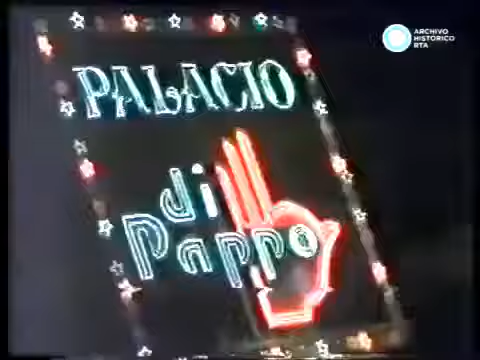 ARCHIVO
HISTÓRICO
RTA
PALACIO
di
Pappo